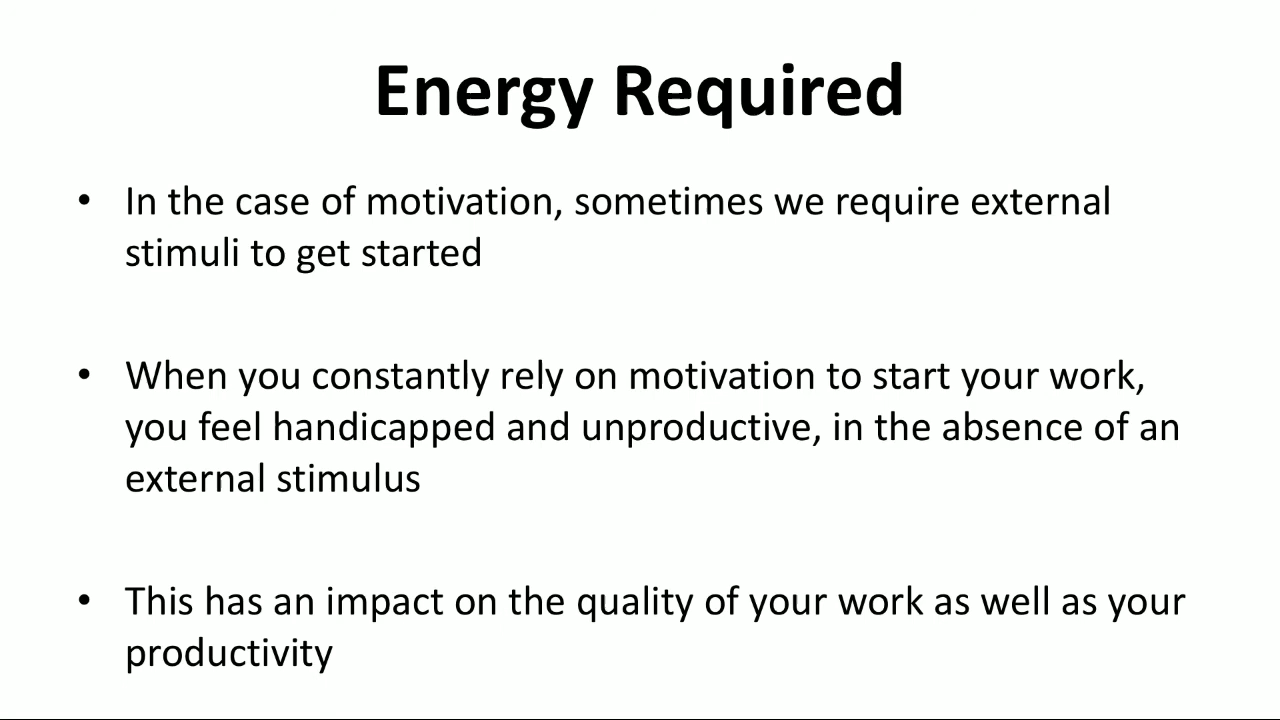 Energy Required
• In the case of motivation, sometimes we require external
stimuli to get started
• When you constantly rely on motivation to start your work,
you feel handicapped and unproductive, in the absence of an
external stimulus
• This has an impact on the quality of your work as well as your
productivity